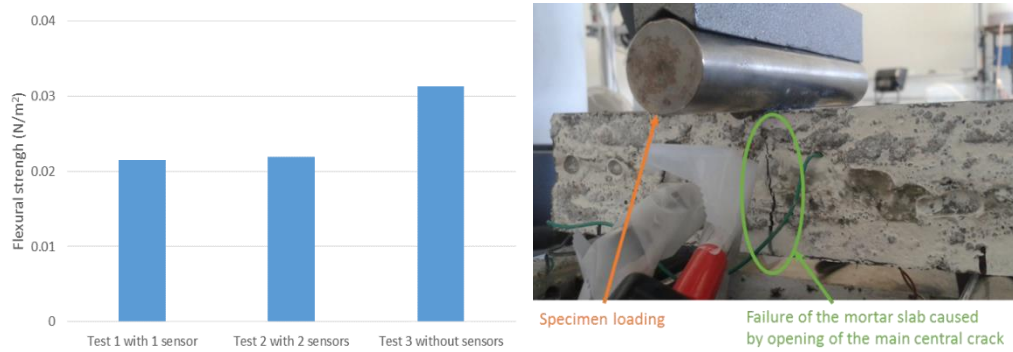 0.04
0.03
0.02
0.01
0
Flexural strengh (N/m²)
Test 1 with 1 sensor
Test 2 with 2 sensors
Test 3 without sensors
Specimen loading
Failure of the mortar slab caused
by opening of the main central crack